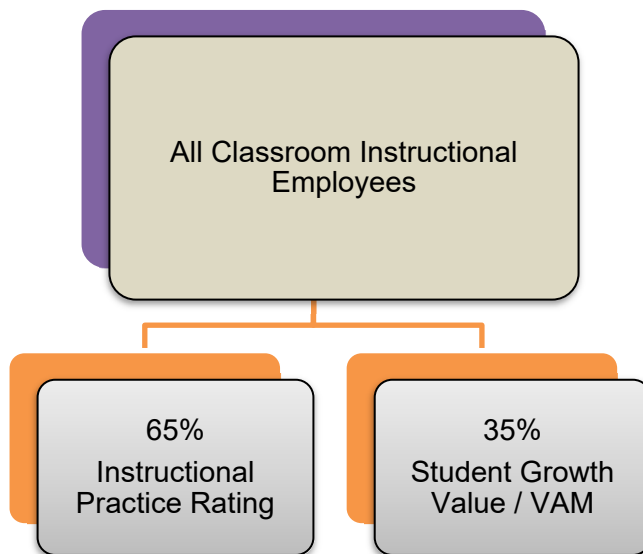 All Classroom Instructional
Employees
65%
Instructional
Practice Rating
35%
Student Growth
Value / VAM